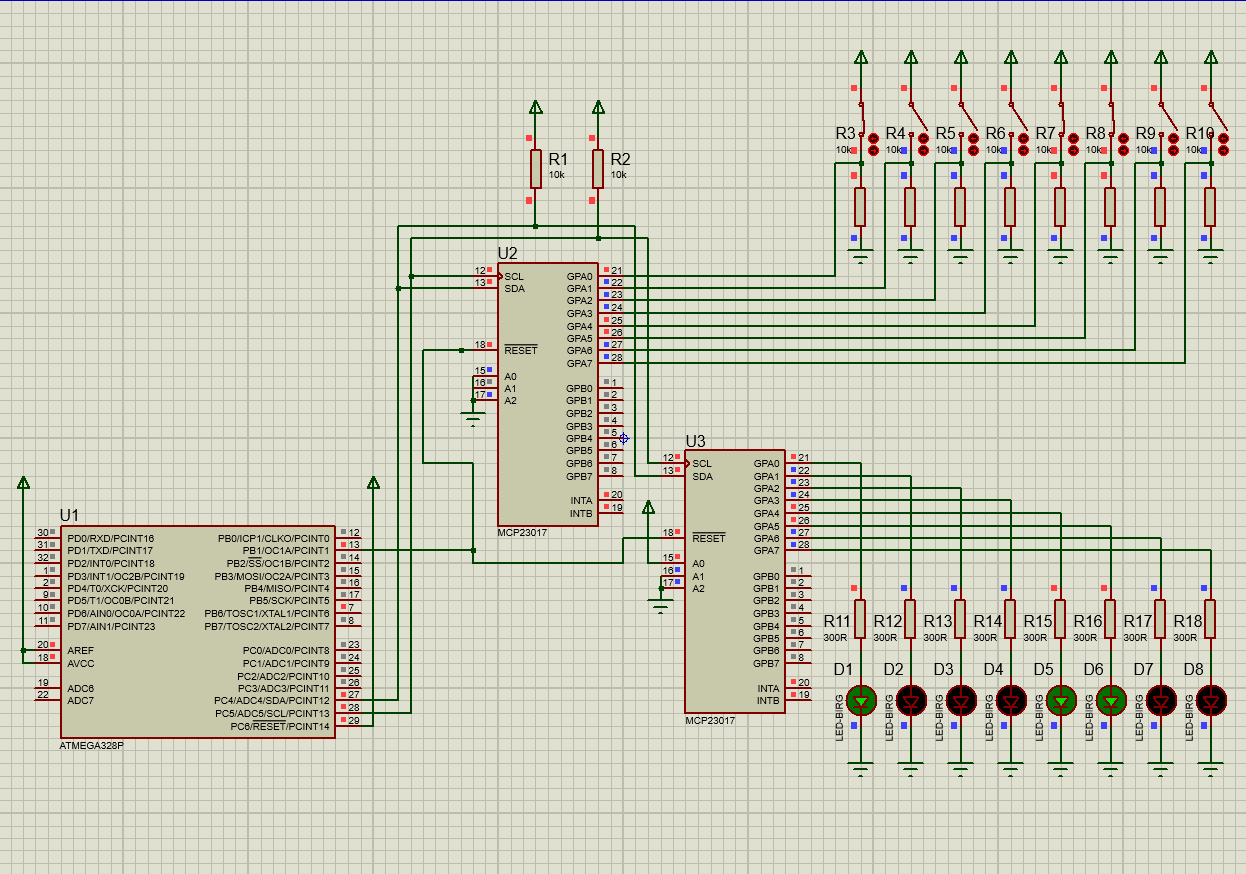 R3 R4 R5 R6 R7 R8 R9 R10
10k 10k 10k 10k 10k 10k 10k 10k
R1 R2
10k 10k
U2
12 SCL GPA0 21
13 SDA GPA1 22
GPA2 23
GPA3 24
GPA4 25
GPA5 26
18 RESET GPA6 27
GPA7 28
15 A0
16 A1 GPB0 1
17 A2 GPB1 2
GPB2 3
GPB3 4
GPB4 5
GPB5 6
GPB6 7
GPB7 8
INTA 20
INTB 19
MCP23017
U3
12 SCL GPA0 21
13 SDA GPA1 22
GPA2 23
GPA3 24
GPA4 25
GPA5 26
18 RESET GPA6 27
GPA7 28
15 A0
16 A1 GPB0 1
17 A2 GPB1 2
GPB2 3
GPB3 4
GPB4 5
GPB5 6
GPB6 7
GPB7 8
INTA 20
INTB 19
MCP23017
U1
30 PD0/RXD/PCINT16 PB0/ICP1/CLKO/PCINT0 12
31 PD1/TXD/PCINT17 PB1/OC1A/PCINT1 13
32 PD2/INT0/PCINT18 PB2/SS/OC1B/PCINT2 14
1 PD3/INT1/OC2B/PCINT19 PB3/MOSI/OC2A/PCINT3 15
2 PD4/T0/XCK/PCINT20 PB4/MISO/PCINT4 16
9 PD5/T1/OC0B/PCINT21 PB5/SCK/PCINT5 17
10 PD6/AIN0/OC0A/PCINT22 PB6/TOSC1/XTAL1/PCINT6 7
11 PD7/AIN1/PCINT23 PB7/TOSC2/XTAL2/PCINT7 8
20 AREF PC0/ADC0/PCINT8 23
18 AVCC PC1/ADC1/PCINT9 24
PC2/ADC2/PCINT10 25
19 ADC6 PC3/ADC3/PCINT11 26
22 ADC7 PC4/ADC4/SDA/PCINT12 27
PC5/ADC5/SCL/PCINT13 28
PC6/RESET/PCINT14 29
ATMEGA328P
R11 R12 R13 R14 R15 R16 R17 R18
300R 300R 300R 300R 300R 300R 300R 300R
D1 D2 D3 D4 D5 D6 D7 D8
LED-BIRG LED-BIRG LED-BIRG LED-BIRG LED-BIRG LED-BIRG LED-BIRG LED-BIRG